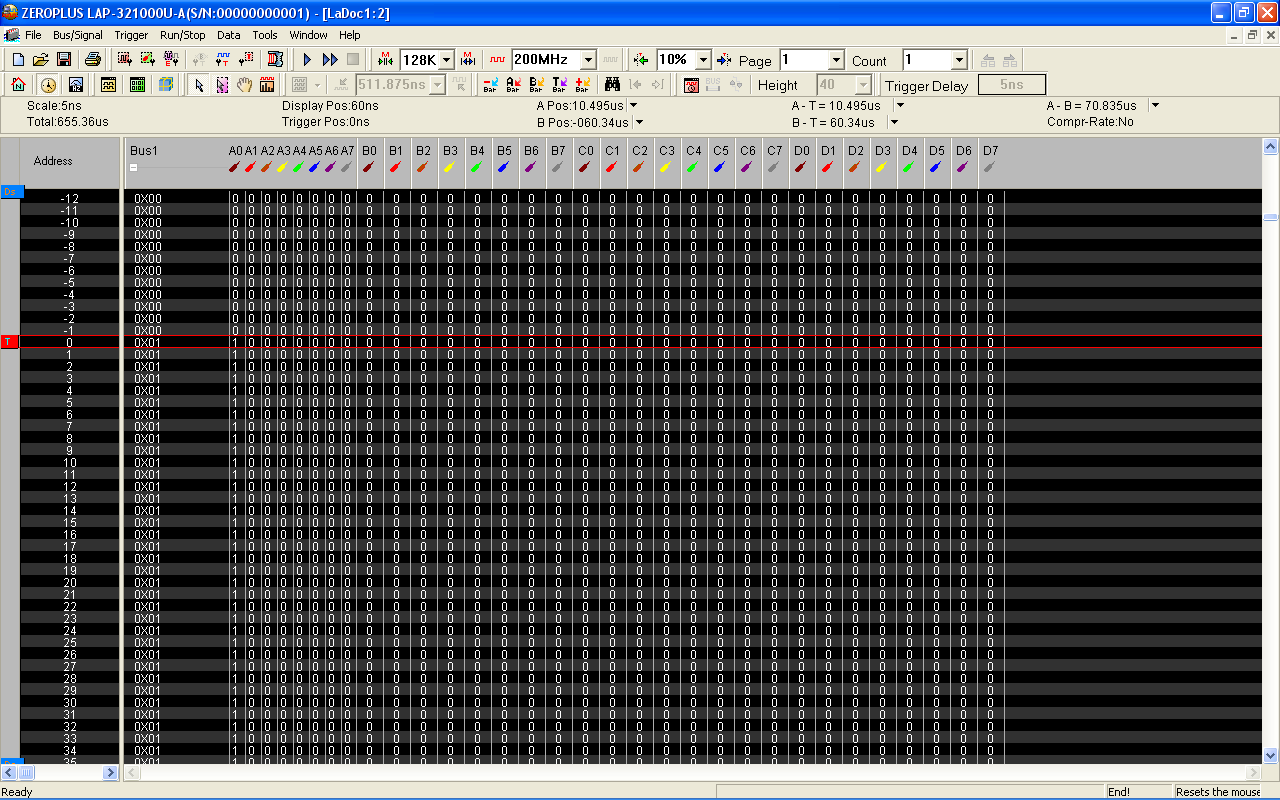 ZEROPLUS LAP-321000U-A(S/N:00000000001) - [LaDoc1:2]
File Bus/Signal Trigger Run/Stop Data Tools Window Help
128K 200MHz 10% Page 1 Count 1
511.875ns Bar Bar Bar Bar Bar BUS Height 40 Trigger Delay 5ns
Scale:5ns Display Pos:60ns A Pos:10.495us A - T = 10.495us A - B = 70.835us
Total:655.36us Trigger Pos:0ns B Pos:-060.34us B - T = 60.34us Compr-Rate:No
Address Bus1 A0 A1 A2 A3 A4 A5 A6 A7 B0 B1 B2 B3 B4 B5 B6 B7 C0 C1 C2 C3 C4 C5 C6 C7 D0 D1 D2 D3 D4 D5 D6 D7
-12 0X00 0 0 0 0 0 0 0 0 0 0 0 0 0 0 0 0 0 0 0 0 0 0 0 0 0 0 0 0 0 0 0 0
-11 0X00 0 0 0 0 0 0 0 0 0 0 0 0 0 0 0 0 0 0 0 0 0 0 0 0 0 0 0 0 0 0 0 0
-10 0X00 0 0 0 0 0 0 0 0 0 0 0 0 0 0 0 0 0 0 0 0 0 0 0 0 0 0 0 0 0 0 0 0
-9 0X00 0 0 0 0 0 0 0 0 0 0 0 0 0 0 0 0 0 0 0 0 0 0 0 0 0 0 0 0 0 0 0 0
-8 0X00 0 0 0 0 0 0 0 0 0 0 0 0 0 0 0 0 0 0 0 0 0 0 0 0 0 0 0 0 0 0 0 0
-7 0X00 0 0 0 0 0 0 0 0 0 0 0 0 0 0 0 0 0 0 0 0 0 0 0 0 0 0 0 0 0 0 0 0
-6 0X00 0 0 0 0 0 0 0 0 0 0 0 0 0 0 0 0 0 0 0 0 0 0 0 0 0 0 0 0 0 0 0 0
-5 0X00 0 0 0 0 0 0 0 0 0 0 0 0 0 0 0 0 0 0 0 0 0 0 0 0 0 0 0 0 0 0 0 0
-4 0X00 0 0 0 0 0 0 0 0 0 0 0 0 0 0 0 0 0 0 0 0 0 0 0 0 0 0 0 0 0 0 0 0
-3 0X00 0 0 0 0 0 0 0 0 0 0 0 0 0 0 0 0 0 0 0 0 0 0 0 0 0 0 0 0 0 0 0 0
-2 0X00 0 0 0 0 0 0 0 0 0 0 0 0 0 0 0 0 0 0 0 0 0 0 0 0 0 0 0 0 0 0 0 0
-1 0X00 0 0 0 0 0 0 0 0 0 0 0 0 0 0 0 0 0 0 0 0 0 0 0 0 0 0 0 0 0 0 0 0
T 0 0X01 1 0 0 0 0 0 0 0 0 0 0 0 0 0 0 0 0 0 0 0 0 0 0 0 0 0 0 0 0 0 0 0
1 0X01 1 0 0 0 0 0 0 0 0 0 0 0 0 0 0 0 0 0 0 0 0 0 0 0 0 0 0 0 0 0 0 0
2 0X01 1 0 0 0 0 0 0 0 0 0 0 0 0 0 0 0 0 0 0 0 0 0 0 0 0 0 0 0 0 0 0 0
3 0X01 1 0 0 0 0 0 0 0 0 0 0 0 0 0 0 0 0 0 0 0 0 0 0 0 0 0 0 0 0 0 0 0
4 0X01 1 0 0 0 0 0 0 0 0 0 0 0 0 0 0 0 0 0 0 0 0 0 0 0 0 0 0 0 0 0 0 0
5 0X01 1 0 0 0 0 0 0 0 0 0 0 0 0 0 0 0 0 0 0 0 0 0 0 0 0 0 0 0 0 0 0 0
6 0X01 1 0 0 0 0 0 0 0 0 0 0 0 0 0 0 0 0 0 0 0 0 0 0 0 0 0 0 0 0 0 0 0
7 0X01 1 0 0 0 0 0 0 0 0 0 0 0 0 0 0 0 0 0 0 0 0 0 0 0 0 0 0 0 0 0 0 0
8 0X01 1 0 0 0 0 0 0 0 0 0 0 0 0 0 0 0 0 0 0 0 0 0 0 0 0 0 0 0 0 0 0 0
9 0X01 1 0 0 0 0 0 0 0 0 0 0 0 0 0 0 0 0 0 0 0 0 0 0 0 0 0 0 0 0 0 0 0
10 0X01 1 0 0 0 0 0 0 0 0 0 0 0 0 0 0 0 0 0 0 0 0 0 0 0 0 0 0 0 0 0 0 0
11 0X01 1 0 0 0 0 0 0 0 0 0 0 0 0 0 0 0 0 0 0 0 0 0 0 0 0 0 0 0 0 0 0 0
12 0X01 1 0 0 0 0 0 0 0 0 0 0 0 0 0 0 0 0 0 0 0 0 0 0 0 0 0 0 0 0 0 0 0
13 0X01 1 0 0 0 0 0 0 0 0 0 0 0 0 0 0 0 0 0 0 0 0 0 0 0 0 0 0 0 0 0 0 0
14 0X01 1 0 0 0 0 0 0 0 0 0 0 0 0 0 0 0 0 0 0 0 0 0 0 0 0 0 0 0 0 0 0 0
15 0X01 1 0 0 0 0 0 0 0 0 0 0 0 0 0 0 0 0 0 0 0 0 0 0 0 0 0 0 0 0 0 0 0
16 0X01 1 0 0 0 0 0 0 0 0 0 0 0 0 0 0 0 0 0 0 0 0 0 0 0 0 0 0 0 0 0 0 0
17 0X01 1 0 0 0 0 0 0 0 0 0 0 0 0 0 0 0 0 0 0 0 0 0 0 0 0 0 0 0 0 0 0 0
18 0X01 1 0 0 0 0 0 0 0 0 0 0 0 0 0 0 0 0 0 0 0 0 0 0 0 0 0 0 0 0 0 0 0
19 0X01 1 0 0 0 0 0 0 0 0 0 0 0 0 0 0 0 0 0 0 0 0 0 0 0 0 0 0 0 0 0 0 0
20 0X01 1 0 0 0 0 0 0 0 0 0 0 0 0 0 0 0 0 0 0 0 0 0 0 0 0 0 0 0 0 0 0 0
21 0X01 1 0 0 0 0 0 0 0 0 0 0 0 0 0 0 0 0 0 0 0 0 0 0 0 0 0 0 0 0 0 0 0
22 0X01 1 0 0 0 0 0 0 0 0 0 0 0 0 0 0 0 0 0 0 0 0 0 0 0 0 0 0 0 0 0 0 0
23 0X01 1 0 0 0 0 0 0 0 0 0 0 0 0 0 0 0 0 0 0 0 0 0 0 0 0 0 0 0 0 0 0 0
24 0X01 1 0 0 0 0 0 0 0 0 0 0 0 0 0 0 0 0 0 0 0 0 0 0 0 0 0 0 0 0 0 0 0
25 0X01 1 0 0 0 0 0 0 0 0 0 0 0 0 0 0 0 0 0 0 0 0 0 0 0 0 0 0 0 0 0 0 0
26 0X01 1 0 0 0 0 0 0 0 0 0 0 0 0 0 0 0 0 0 0 0 0 0 0 0 0 0 0 0 0 0 0 0
27 0X01 1 0 0 0 0 0 0 0 0 0 0 0 0 0 0 0 0 0 0 0 0 0 0 0 0 0 0 0 0 0 0 0
28 0X01 1 0 0 0 0 0 0 0 0 0 0 0 0 0 0 0 0 0 0 0 0 0 0 0 0 0 0 0 0 0 0 0
29 0X01 1 0 0 0 0 0 0 0 0 0 0 0 0 0 0 0 0 0 0 0 0 0 0 0 0 0 0 0 0 0 0 0
30 0X01 1 0 0 0 0 0 0 0 0 0 0 0 0 0 0 0 0 0 0 0 0 0 0 0 0 0 0 0 0 0 0 0
31 0X01 1 0 0 0 0 0 0 0 0 0 0 0 0 0 0 0 0 0 0 0 0 0 0 0 0 0 0 0 0 0 0 0
32 0X01 1 0 0 0 0 0 0 0 0 0 0 0 0 0 0 0 0 0 0 0 0 0 0 0 0 0 0 0 0 0 0 0
33 0X01 1 0 0 0 0 0 0 0 0 0 0 0 0 0 0 0 0 0 0 0 0 0 0 0 0 0 0 0 0 0 0 0
34 0X01 1 0 0 0 0 0 0 0 0 0 0 0 0 0 0 0 0 0 0 0 0 0 0 0 0 0 0 0 0 0 0 0
35 0X01 1 0 0 0 0 0 0 0 0 0 0 0 0 0 0 0 0 0 0 0 0 0 0 0 0 0 0 0 0 0 0 0
Ready End! Resets the mouse